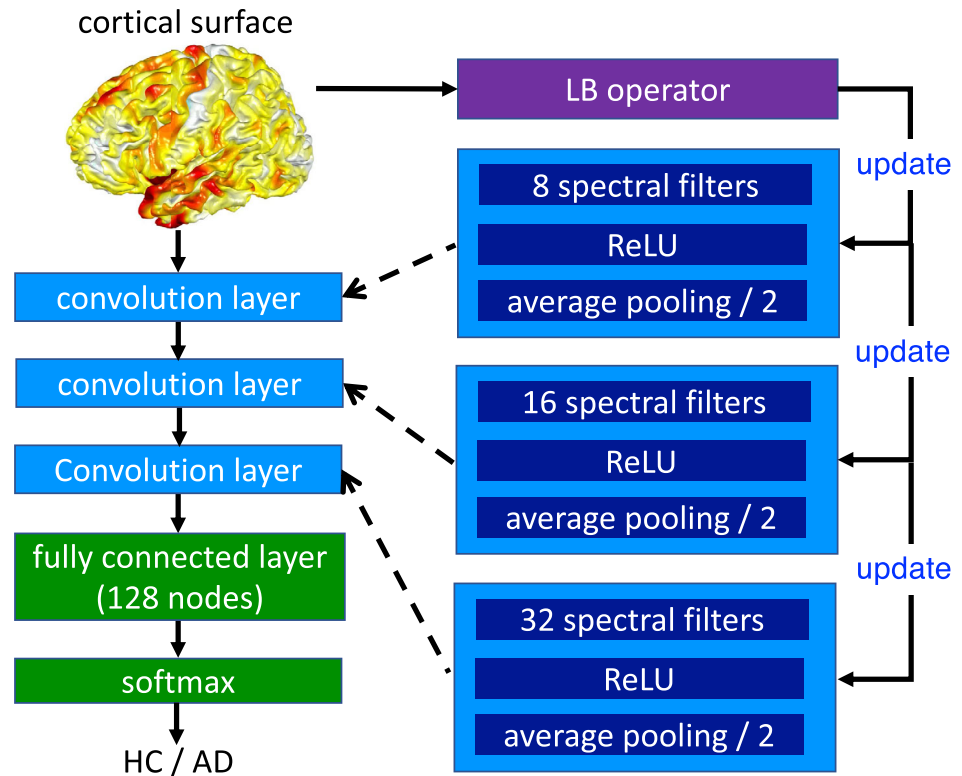 cortical surface
LB operator
update
8 spectral filters
ReLU
average pooling / 2
convolution layer
update
convolution layer
16 spectral filters
ReLU
average pooling / 2
Convolution layer
update
fully connected layer
(128 nodes)
32 spectral filters
ReLU
average pooling / 2
softmax
HC / AD